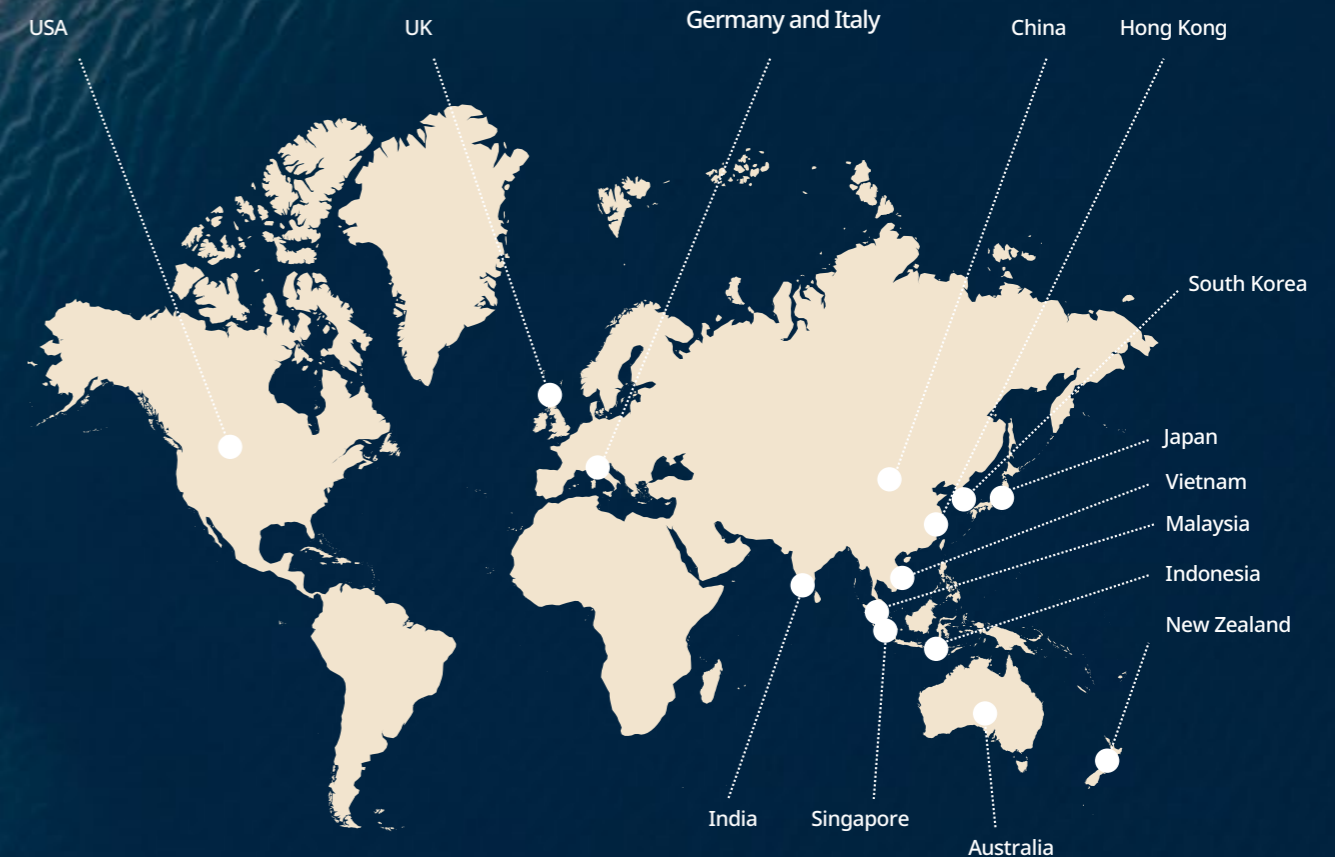 USA
UK
Germany and Italy
China
Hong Kong
South Korea
Japan
Vietnam
Malaysia
Indonesia
New Zealand
India
Singapore
Australia